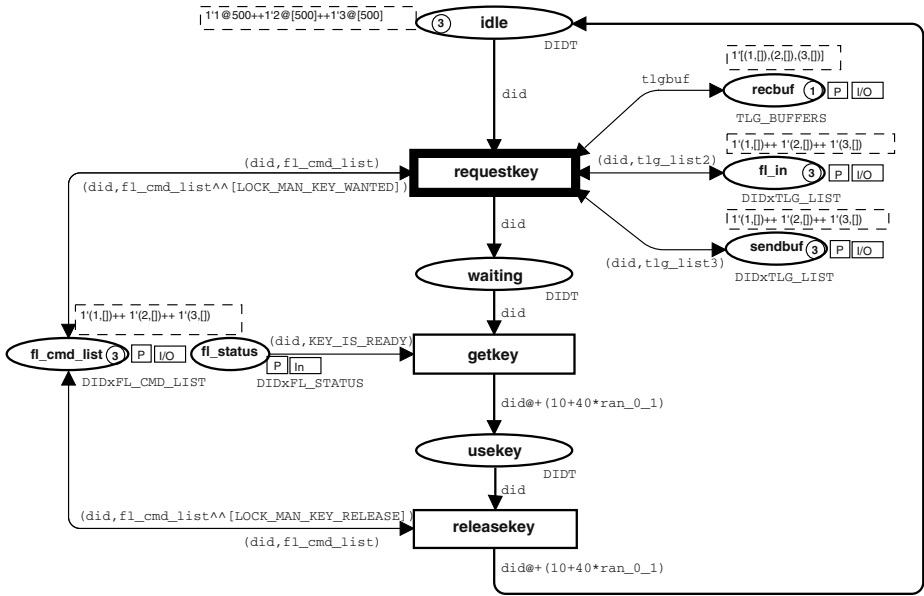 1'1@500++1'2@[500]++1'3@[500]
3
idle
DIDT
did
1'[(1,[]),(2,[]),(3,[])]
tlgbuf
recbuf
1
P
I/O
TLG_BUFFERS
1'(1,[])++ 1'(2,[])++ 1'(3,[])
(did,fl_cmd_list)
requestkey
(did,tlg_list2)
fl_in
3
P
I/O
(did,fl_cmd_list^^[LOCK_MAN_KEY_WANTED])
DIDxTLG_LIST
1'(1,[])++ 1'(2,[])++ 1'(3,[])
did
sendbuf
3
P
I/O
(did,tlg_list3)
waiting
DIDxTLG_LIST
DIDT
1'(1,[])++ 1'(2,[])++ 1'(3,[])
did
(did,KEY_IS_READY)
fl_cmd_list
3
P
I/O
fl_status
getkey
P
In
DIDxFL_CMD_LIST
DIDxFL_STATUS
did@+(10+40*ran_0_1)
usekey
DIDT
did
(did,fl_cmd_list^^[LOCK_MAN_KEY_RELEASE])
releasekey
(did,fl_cmd_list)
did@+(10+40*ran_0_1)